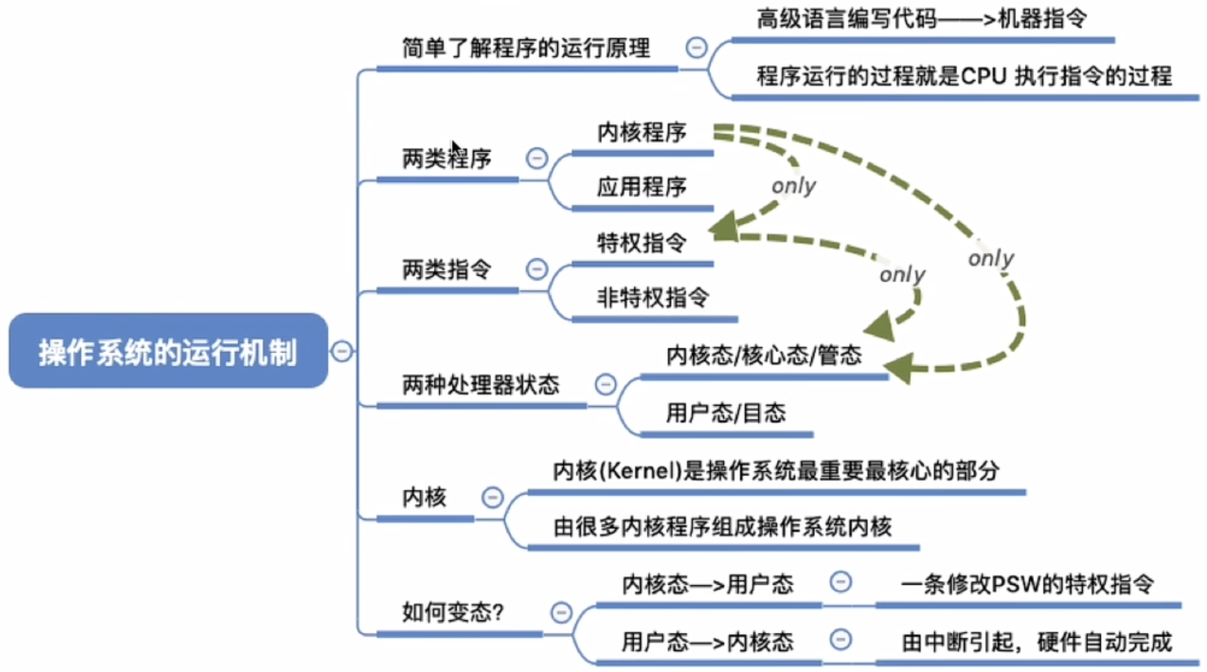 简单了解程序的运行原理
高级语言编写代码——>机器指令
程序运行的过程就是CPU 执行指令的过程
两类程序
内核程序
应用程序
only
两类指令
特权指令
非特权指令
only
only
操作系统的运行机制
两种处理器状态
内核态/核心态/管态
用户态/目态
内核
内核(Kernel)是操作系统最重要最核心的部分
由很多内核程序组成操作系统内核
如何变态?
内核态—>用户态
一条修改PSW的特权指令
用户态—>内核态
由中断引起，硬件自动完成